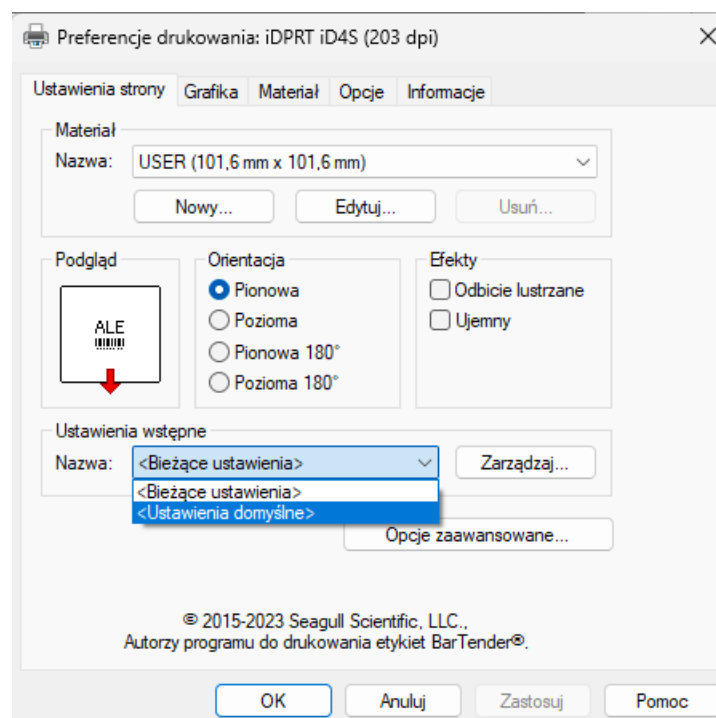 Preferencje drukowania: iDPRT iD4S (203 dpi)
Ustawienia strony Grafika Materiał Opcje Informacje
Materiał
Nazwa: USER (101,6 mm x 101,6 mm)
Nowy... Edytuj... Usuń...
Podgląd Orientacja Efekty
ALE
Pionowa Odbicie lustrzane
Pozioma Ujemny
Pionowa 180°
Pozioma 180°
Ustawienia wstępne
Nazwa: <Bieżące ustawienia> Zarządzaj...
<Bieżące ustawienia>
<Ustawienia domyślne>
Opcje zaawansowane...
© 2015-2023 Seagull Scientific, LLC.,
Autorzy programu do drukowania etykiet BarTender®.
OK Anuluj Zastosuj Pomoc